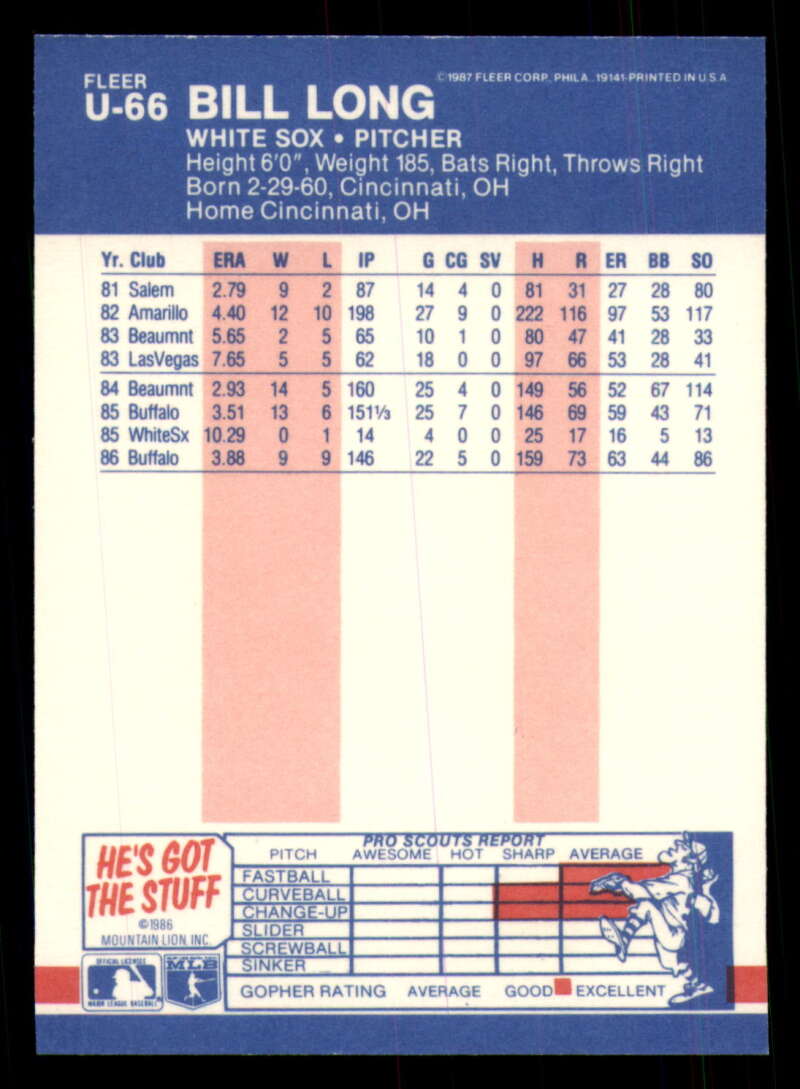 FLEER
©1987 FLEER CORP. PHILA. 19141-PRINTED IN U.S.A
U-66 BILL LONG
WHITE SOX • PITCHER
Height 6'0", Weight 185, Bats Right, Throws Right
Born 2-29-60, Cincinnati, OH
Home Cincinnati, OH
Yr. Club ERA W L IP G CG SV H R ER BB SO
81 Salem 2.79 9 2 87 14 4 0 81 31 27 28 80
82 Amarillo 4.40 12 10 198 27 9 0 222 116 97 53 117
83 Beaumnt 5.65 2 5 65 10 1 0 80 47 41 28 33
83 LasVegas 7.65 5 5 62 18 0 0 97 66 53 28 41
84 Beaumnt 2.93 14 5 160 25 4 0 149 56 52 67 114
85 Buffalo 3.51 13 6 151⅓ 25 7 0 146 69 59 43 71
85 WhiteSx 10.29 0 1 14 4 0 0 25 17 16 5 13
86 Buffalo 3.88 9 9 146 22 5 0 159 73 63 44 86
HE'S GOT
THE STUFF
©1986
MOUNTAIN LION, INC.
OFFICIAL LICENSEE
MAJOR LEAGUE BASEBALL
MLB
PRO SCOUTS REPORT
PITCH AWESOME HOT SHARP AVERAGE
FASTBALL
CURVEBALL
CHANGE-UP
SLIDER
SCREWBALL
SINKER
GOPHER RATING AVERAGE GOOD EXCELLENT